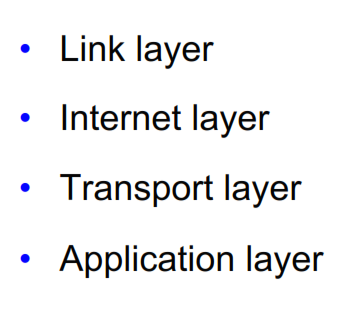 • Link layer
• Internet layer
• Transport layer
• Application layer